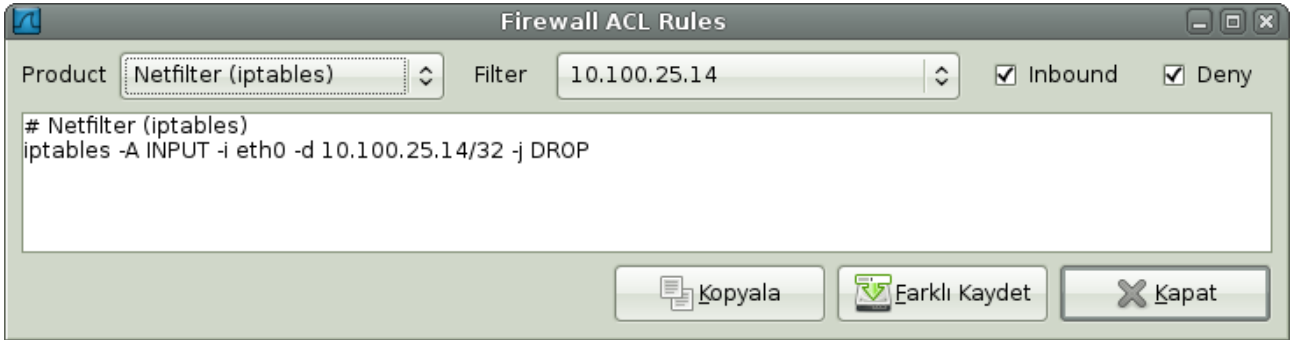 Firewall ACL Rules
Product Netfilter (iptables) Filter 10.100.25.14 Inbound Deny
# Netfilter (iptables)
iptables -A INPUT -i eth0 -d 10.100.25.14/32 -j DROP
Kopyala Farklı Kaydet Kapat